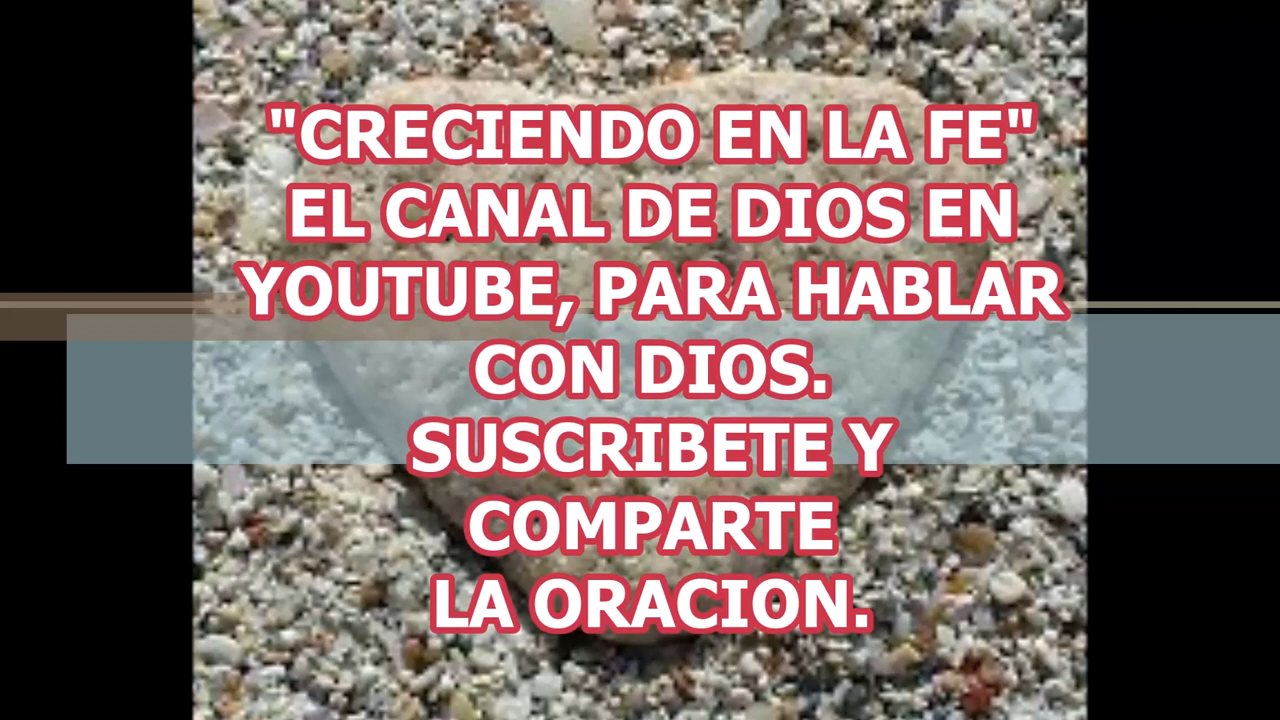 "CRECIENDO EN LA FE"
EL CANAL DE DIOS EN
YOUTUBE, PARA HABLAR
CON DIOS.
SUSCRIBETE Y
COMPARTE
LA ORACION.